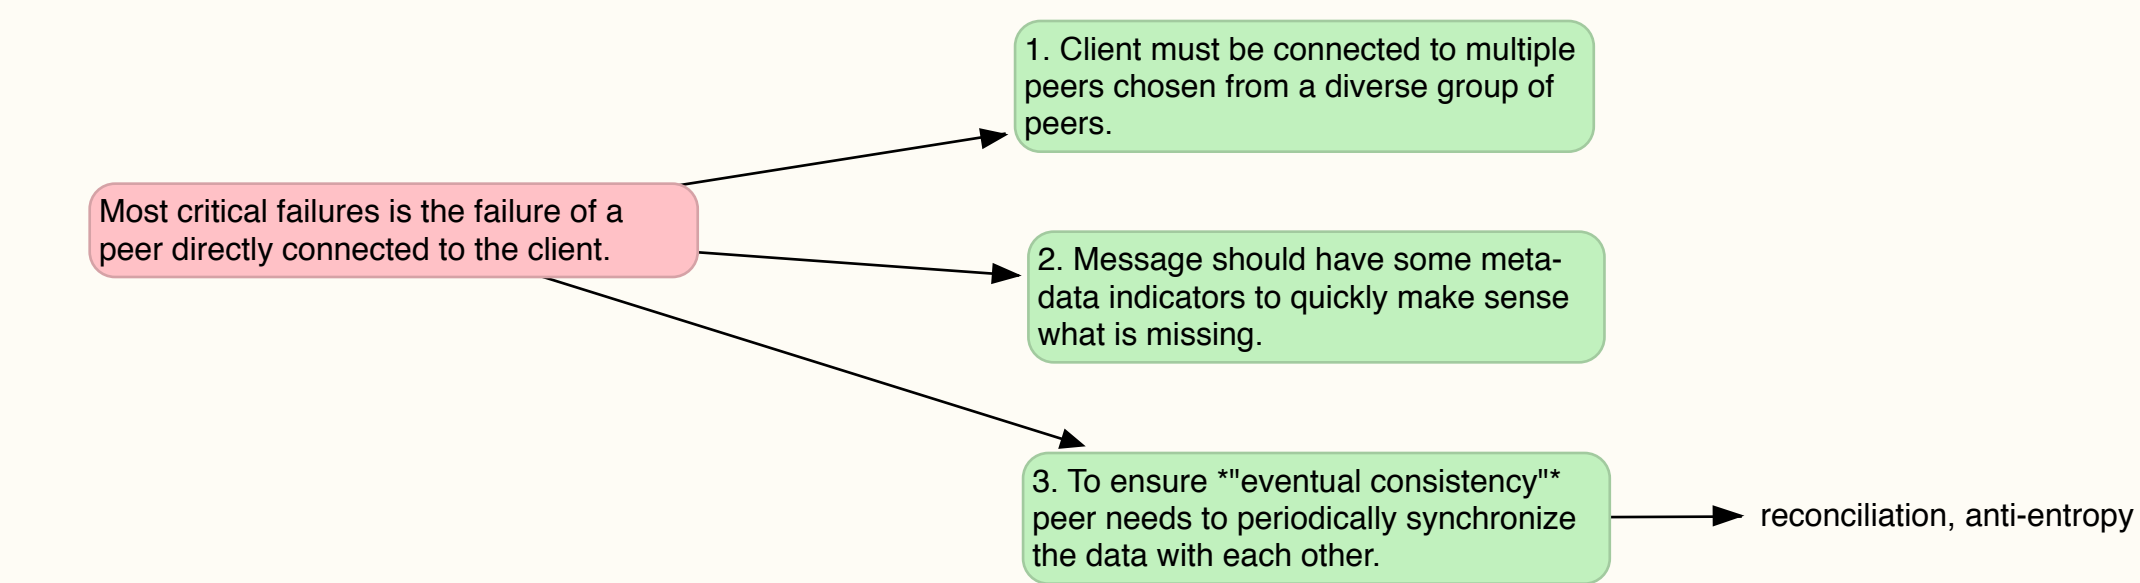 1. Client must be connected to multiple
peers chosen from a diverse group of
peers.
Most critical failures is the failure of a
peer directly connected to the client.
2. Message should have some meta-
data indicators to quickly make sense
what is missing.
3. To ensure *"eventual consistency"*
peer needs to periodically synchronize
the data with each other.
reconciliation, anti-entropy